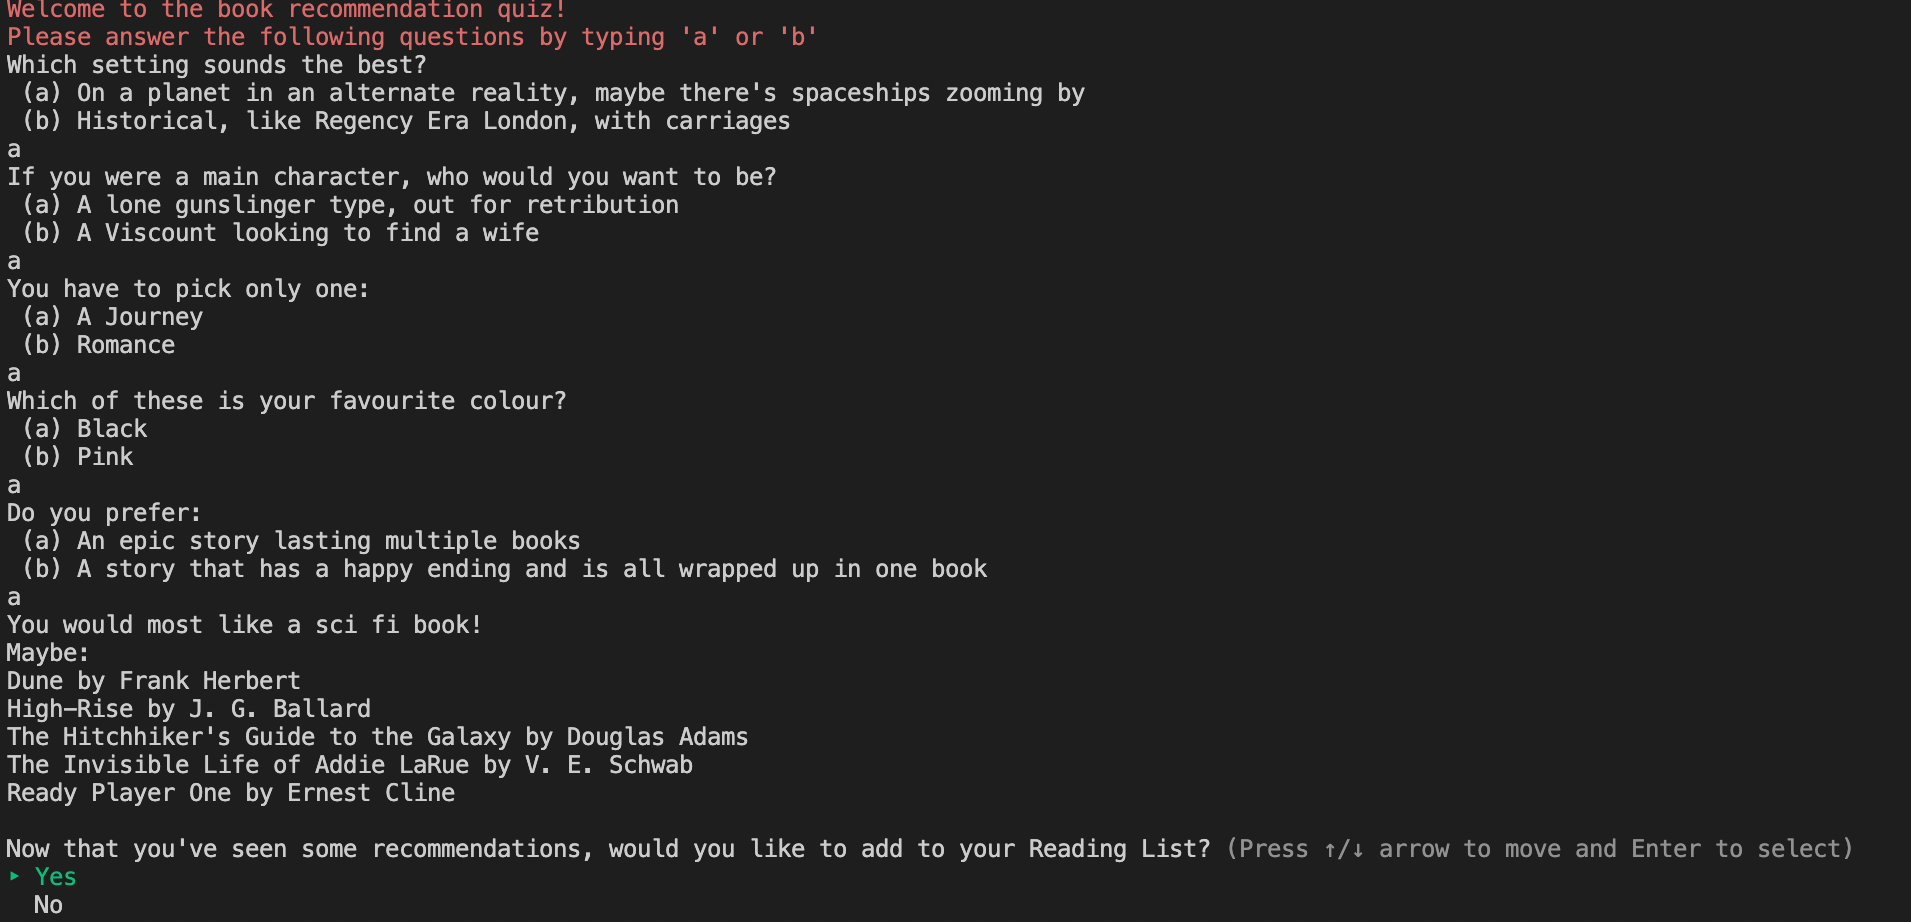 Welcome to the book recommendation quiz!
Please answer the following questions by typing 'a' or 'b'
Which setting sounds the best?
 (a) On a planet in an alternate reality, maybe there's spaceships zooming by
 (b) Historical, like Regency Era London, with carriages
a
If you were a main character, who would you want to be?
 (a) A lone gunslinger type, out for retribution
 (b) A Viscount looking to find a wife
a
You have to pick only one:
 (a) A Journey
 (b) Romance
a
Which of these is your favourite colour?
 (a) Black
 (b) Pink
a
Do you prefer:
 (a) An epic story lasting multiple books
 (b) A story that has a happy ending and is all wrapped up in one book
a
You would most like a sci fi book!
Maybe:
Dune by Frank Herbert
High-Rise by J. G. Ballard
The Hitchhiker's Guide to the Galaxy by Douglas Adams
The Invisible Life of Addie LaRue by V. E. Schwab
Ready Player One by Ernest Cline

Now that you've seen some recommendations, would you like to add to your Reading List? (Press ↑/↓ arrow to move and Enter to select)
‣ Yes
  No